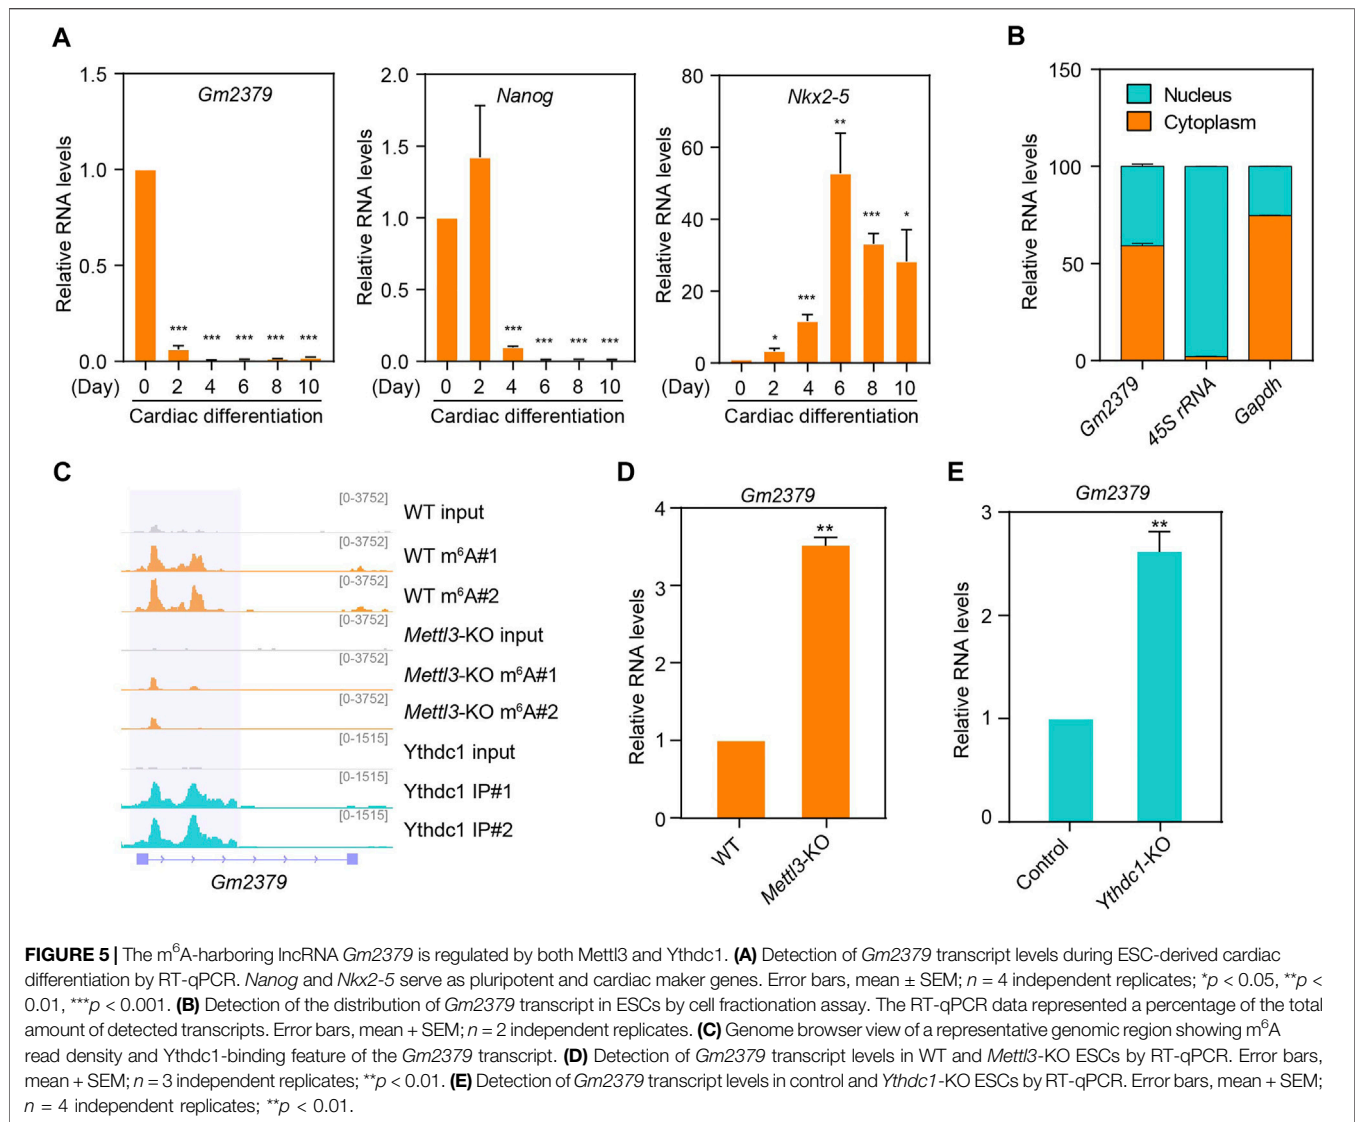 A
Gm2379
Relative RNA levels
1.5
1.0
0.5
0.0
***
***
***
***
***
(Day)
0 2 4 6 8 10
Cardiac differentiation
Nanog
Relative RNA levels
2.0
1.5
1.0
0.5
0.0
***
***
***
***
(Day)
0 2 4 6 8 10
Cardiac differentiation
Nkx2-5
Relative RNA levels
80
60
40
20
0
*
***
**
***
*
(Day)
0 2 4 6 8 10
Cardiac differentiation
B
Relative RNA levels
150
100
50
0
Nucleus
Cytoplasm
Gm2379
45S rRNA
Gapdh
C
[0-3752]
WT input
[0-3752]
WT m⁶A#1
[0-3752]
WT m⁶A#2
[0-3752]
Mettl3-KO input
[0-3752]
Mettl3-KO m⁶A#1
[0-3752]
Mettl3-KO m⁶A#2
[0-1515]
Ythdc1 input
[0-1515]
Ythdc1 IP#1
[0-1515]
Ythdc1 IP#2
Gm2379
D
Gm2379
Relative RNA levels
4
3
2
1
0
**
WT
Mettl3-KO
E
Gm2379
Relative RNA levels
3
2
1
0
**
Control
Ythdc1-KO
FIGURE 5 | The m⁶A-harboring lncRNA Gm2379 is regulated by both Mettl3 and Ythdc1. (A) Detection of Gm2379 transcript levels during ESC-derived cardiac
differentiation by RT-qPCR. Nanog and Nkx2-5 serve as pluripotent and cardiac maker genes. Error bars, mean ± SEM; n = 4 independent replicates; *p < 0.05, **p <
0.01, ***p < 0.001. (B) Detection of the distribution of Gm2379 transcript in ESCs by cell fractionation assay. The RT-qPCR data represented a percentage of the total
amount of detected transcripts. Error bars, mean + SEM; n = 2 independent replicates. (C) Genome browser view of a representative genomic region showing m⁶A
read density and Ythdc1-binding feature of the Gm2379 transcript. (D) Detection of Gm2379 transcript levels in WT and Mettl3-KO ESCs by RT-qPCR. Error bars,
mean + SEM; n = 3 independent replicates; **p < 0.01. (E) Detection of Gm2379 transcript levels in control and Ythdc1-KO ESCs by RT-qPCR. Error bars, mean + SEM;
n = 4 independent replicates; **p < 0.01.